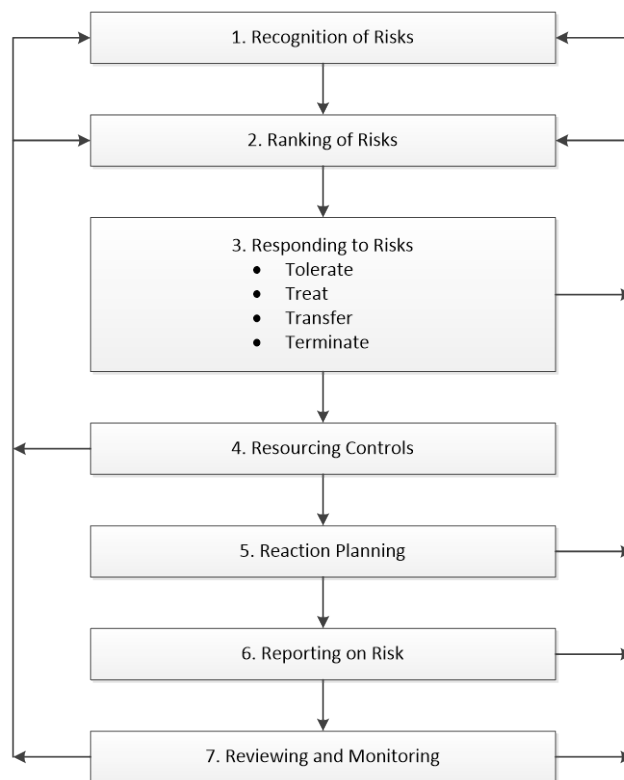 1. Recognition of Risks
2. Ranking of Risks
3. Responding to Risks
● Tolerate
● Treat
● Transfer
● Terminate
4. Resourcing Controls
5. Reaction Planning
6. Reporting on Risk
7. Reviewing and Monitoring